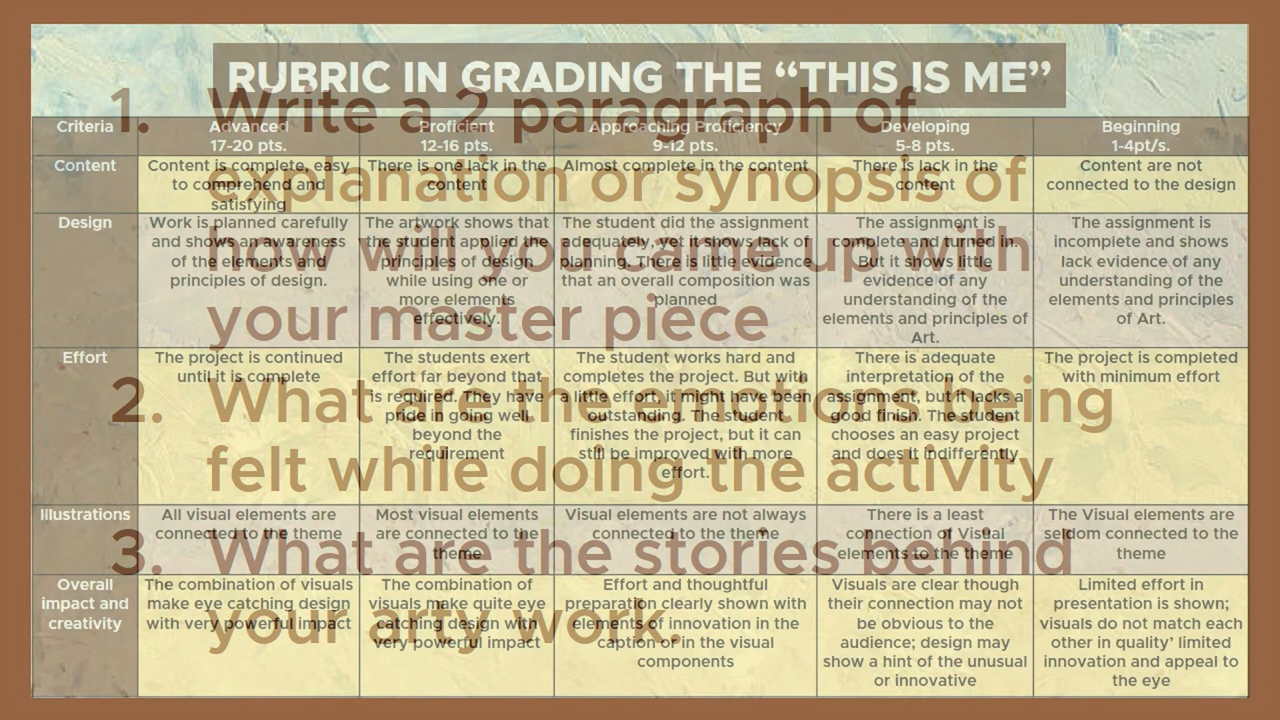 RUBRIC IN GRADING THE “THIS IS ME”
Criteria
Advanced
17-20 pts.
Proficient
12-16 pts.
Approaching Proficiency
9-12 pts.
Developing
5-8 pts.
Beginning
1-4pt/s.
Content
Content is complete, easy
to comprehend and
satisfying
There is one lack in the
content
Almost complete in the content
There is lack in the
content
Content are not
connected to the design
Design
Work is planned carefully
and shows an awareness
of the elements and
principles of design.
The artwork shows that
the student applied the
principles of design
while using one or
more elements
effectively.
The student did the assignment
adequately, yet it shows lack of
planning. There is little evidence
that an overall composition was
planned
The assignment is
complete and turned in.
But it shows little
evidence of any
understanding of the
elements and principles of
Art.
The assignment is
incomplete and shows
lack evidence of any
understanding of the
elements and principles
of Art.
Effort
The project is continued
until it is complete
The students exert
effort far beyond that
is required. They have
pride in going well
beyond the
requirement
The student works hard and
completes the project. But with
a little effort, it might have been
outstanding. The student
finishes the project, but it can
still be improved with more
effort.
There is adequate
interpretation of the
assignment, but it lacks a
good finish. The student
chooses an easy project
and does it indifferently
The project is completed
with minimum effort
Illustrations
All visual elements are
connected to the theme
Most visual elements
are connected to the
theme
Visual elements are not always
connected to the theme
There is a least
connection of Visual
elements to the theme
The Visual elements are
seldom connected to the
theme
Overall
impact and
creativity
The combination of visuals
make eye catching design
with very powerful impact
The combination of
visuals make quite eye
catching design with
very powerful impact
Effort and thoughtful
preparation clearly shown with
elements of innovation in the
caption or in the visual
components
Visuals are clear though
their connection may not
be obvious to the
audience; design may
show a hint of the unusual
or innovative
Limited effort in
presentation is shown;
visuals do not match each
other in quality’ limited
innovation and appeal to
the eye
1. Write a 2 paragraph of
explanation or synopsis of
how will you came up with
your master piece
2. What are the emotions being
felt while doing the activity
3. What are the stories behind
your arty work.